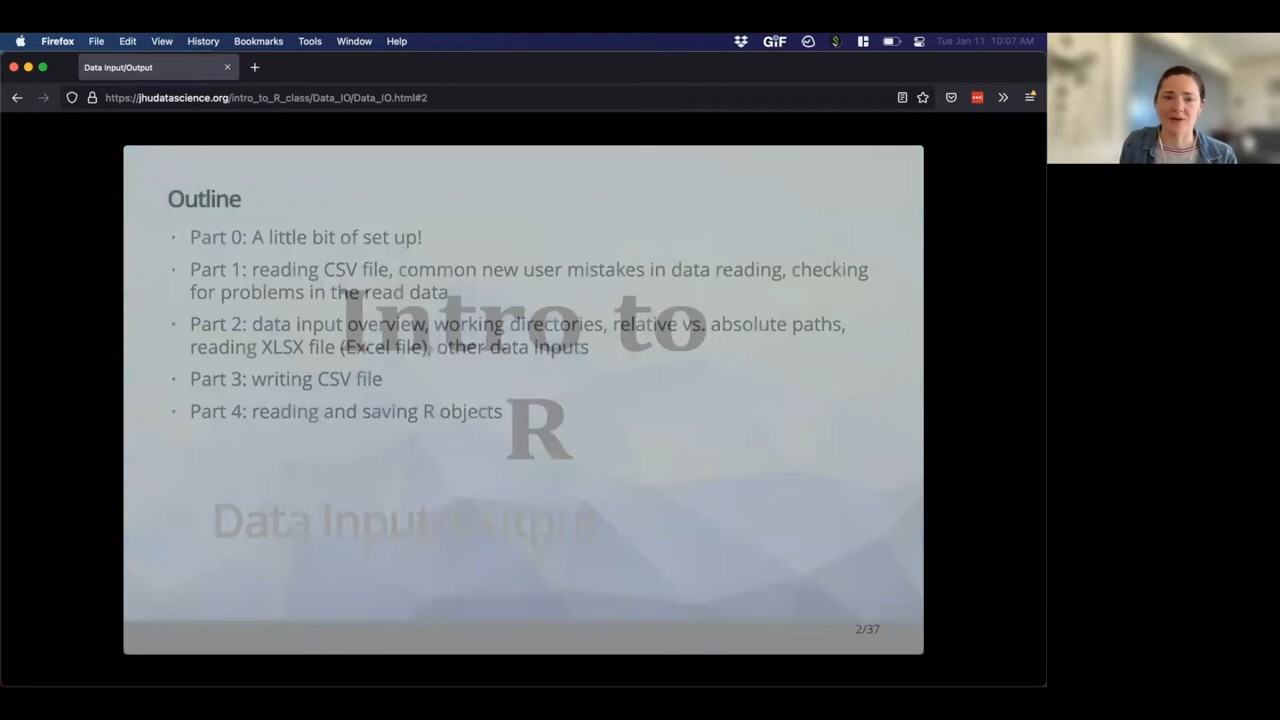 Firefox File Edit View History Bookmarks Tools Window Help GIF $ Tue Jan 11 10:07 AM
Data Input/Output
https://jhudatascience.org/intro_to_R_class/Data_IO/Data_IO.html#2
Outline
· Part 0: A little bit of set up!
· Part 1: reading CSV file, common new user mistakes in data reading, checking
for problems in the read data
· Part 2: data input overview, working directories, relative vs. absolute paths,
reading XLSX file (Excel file), other data inputs
· Part 3: writing CSV file
· Part 4: reading and saving R objects
Intro to
R
Data Input/Output
2/37